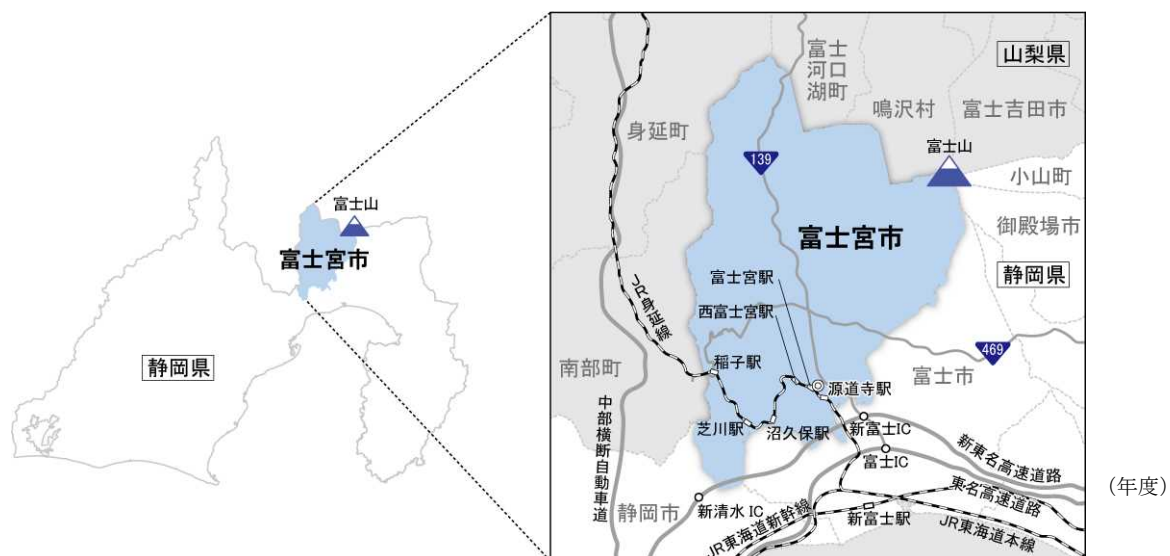 富士山
富士宮市
静岡県
山梨県
富士
河口
湖町
鳴沢村
富士吉田市
身延町
139
富士山
小山町
御殿場市
富士宮市
静岡県
富士宮駅
西富士宮駅
JR身延線
469
稲子駅
南部町
源道寺駅
富士市
芝川駅
沼久保駅
新富士IC
富士IC
中部横断自動車道
新東名高速道路
東名高速道路
静岡市
新清水 IC
新富士駅
JR東海道新幹線
JR東海道本線
(年度)